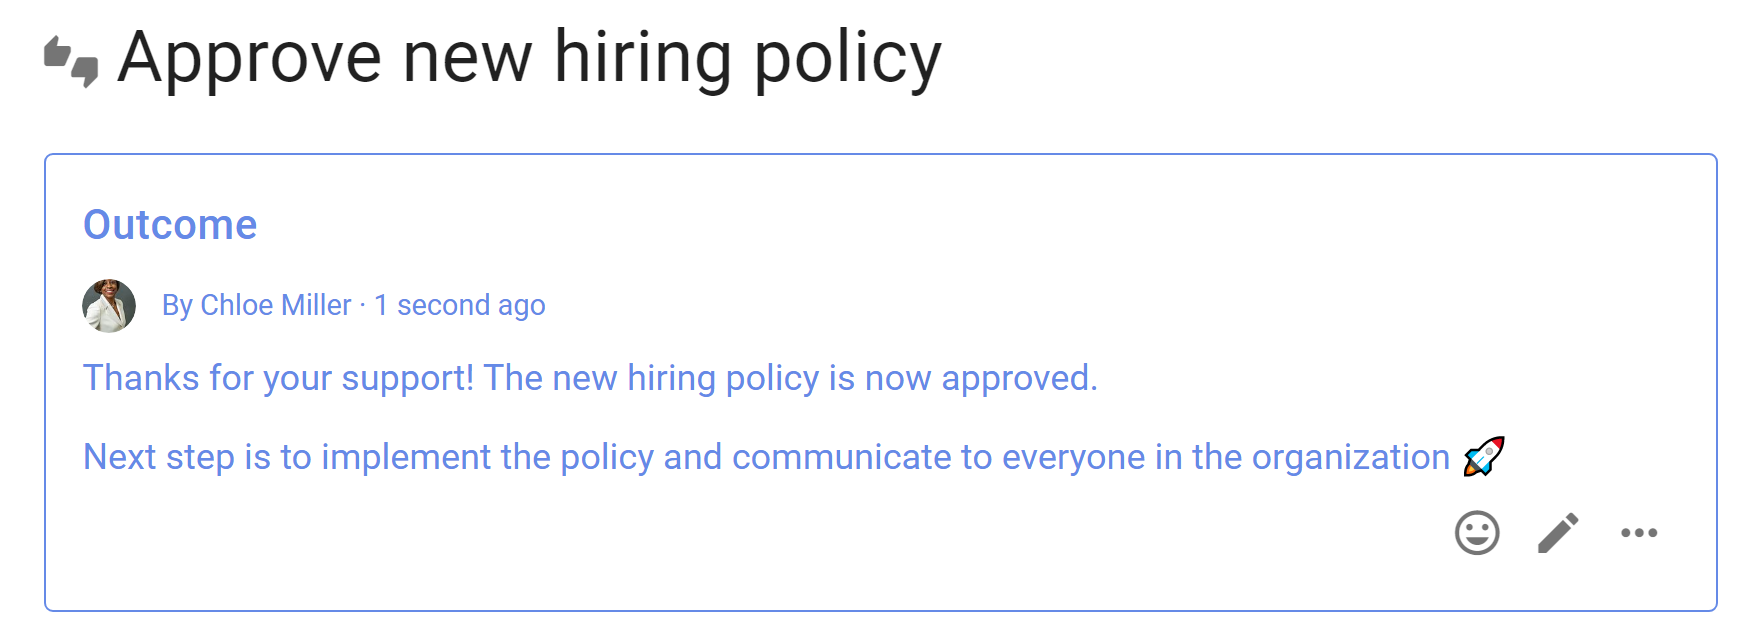 Approve new hiring policy
Outcome
By Chloe Miller · 1 second ago
Thanks for your support! The new hiring policy is now approved.
Next step is to implement the policy and communicate to everyone in the organization 🚀